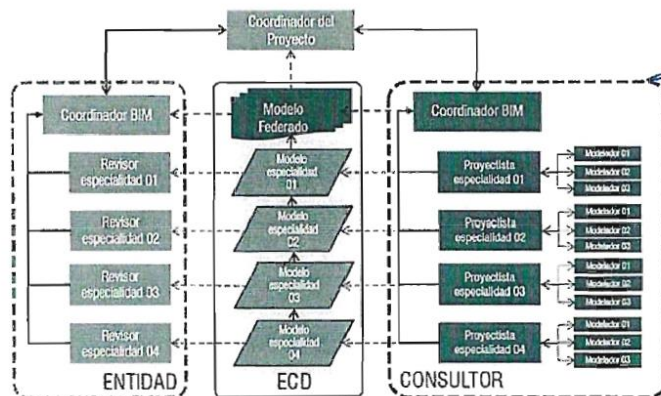 Coordinador del
Proyecto
Coordinador BIM
Revisor
especialidad 01
Revisor
especialidad 02
Revisor
especialidad 03
Revisor
especialidad 04
ENTIDAD
Modelo
Federado
Modelo
especialidad
01
Modelo
especialidad
02
Modelo
especialidad
03
Modelo
especialidad
04
ECD
Coordinador BIM
Proyectista
especialidad 01
Proyectista
especialidad 02
Proyectista
especialidad 03
Proyectista
especialidad 04
Modelador 01
Modelador 02
Modelador 03
Modelador 01
Modelador 02
Modelador 03
Modelador 01
Modelador 02
Modelador 03
Modelador 01
Modelador 02
Modelador 03
CONSULTOR